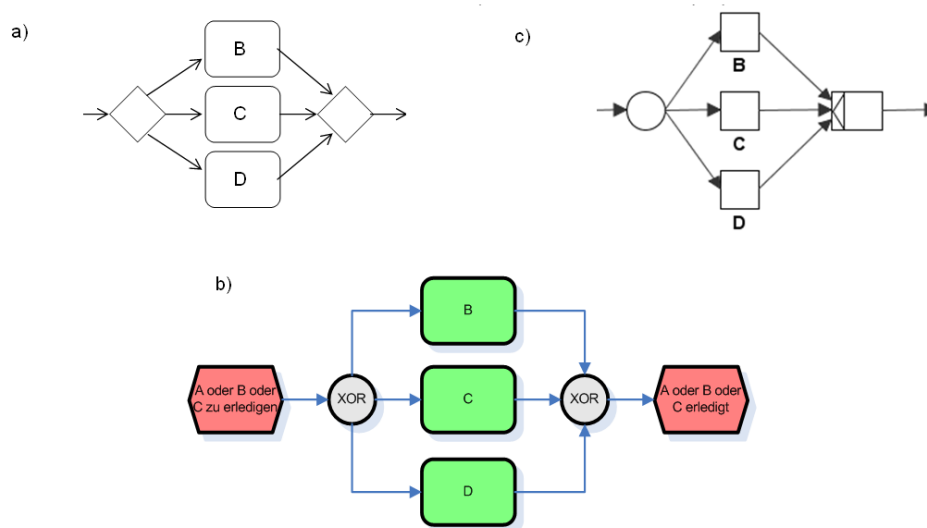 a)
B
C
D
c)
B
C
D
b)
A oder B oder
C zu erledigen
XOR
B
C
D
XOR
A oder B oder
C erledigt